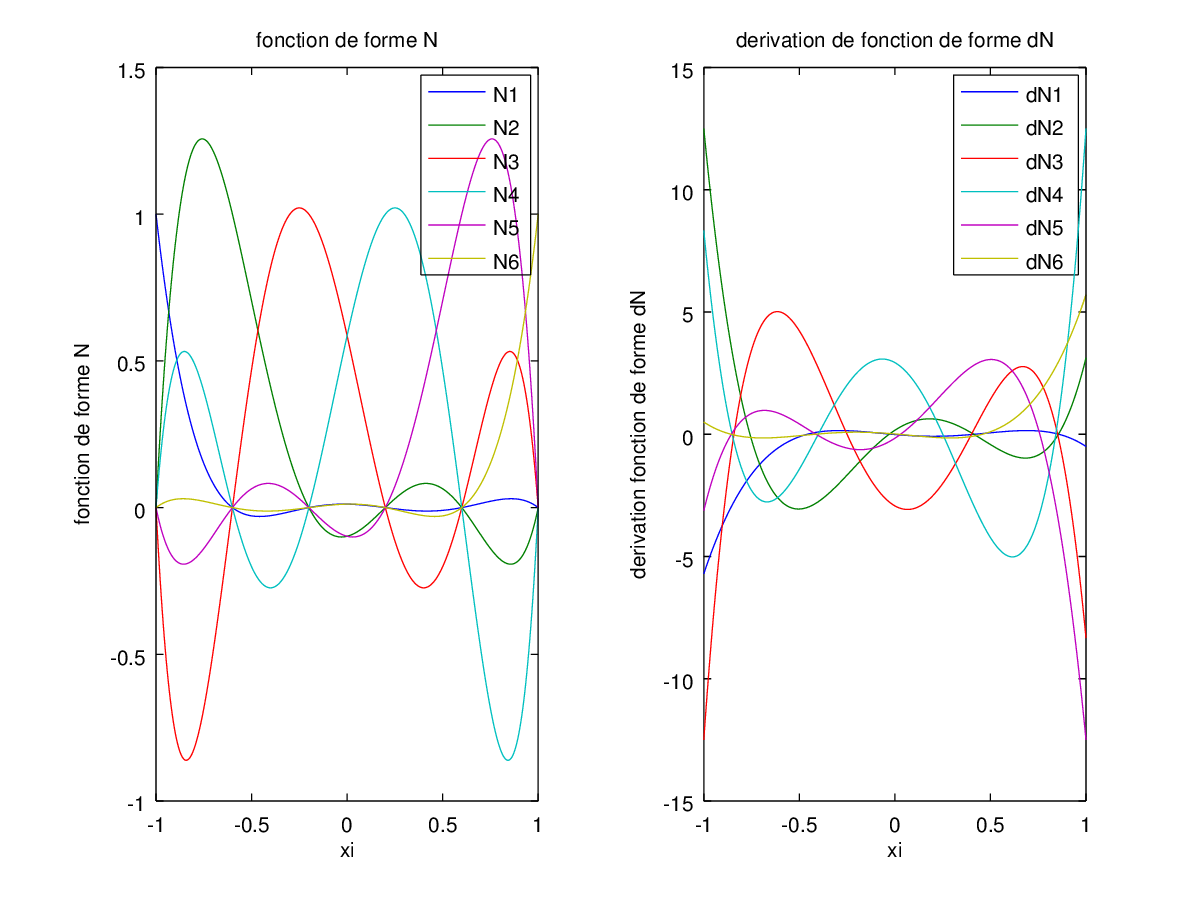 fonction de forme N
1.5
1
0.5
0
-0.5
-1
-1
-0.5
0
0.5
1
xi
fonction de forme N
N1
N2
N3
N4
N5
N6
derivation de fonction de forme dN
15
10
5
0
-5
-10
-15
-1
-0.5
0
0.5
1
xi
derivation fonction de forme dN
dN1
dN2
dN3
dN4
dN5
dN6